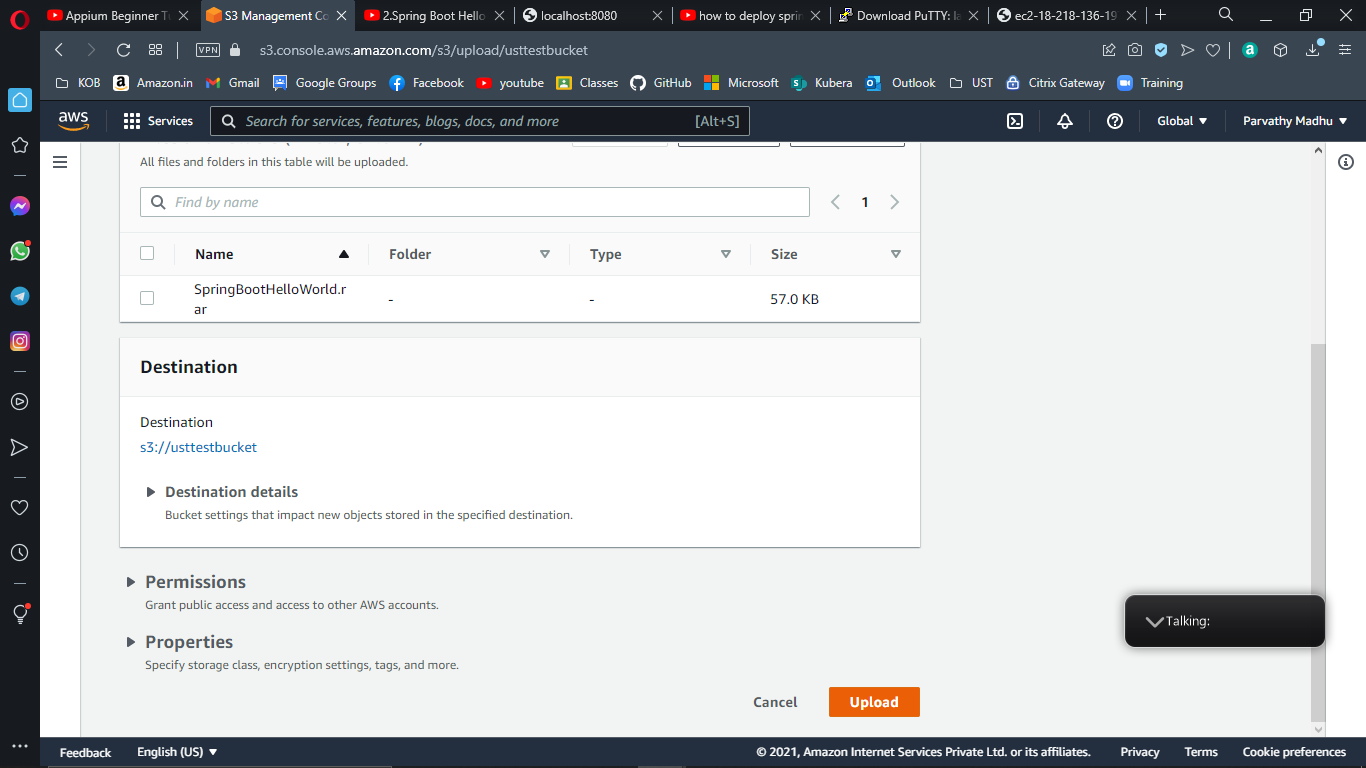 Appium Beginner Tu
S3 Management Co
2.Spring Boot Hello
localhost:8080
how to deploy sprin
Download PuTTY: la
ec2-18-218-136-19
VPN
s3.console.aws.amazon.com/s3/upload/usttestbucket
KOB
Amazon.in
Gmail
Google Groups
Facebook
youtube
Classes
GitHub
Microsoft
Kubera
Outlook
UST
Citrix Gateway
Training
aws
Services
Search for services, features, blogs, docs, and more
[Alt+S]
Global
Parvathy Madhu
All files and folders in this table will be uploaded.
Find by name
1
Name
Folder
Type
Size
SpringBootHelloWorld.r
ar
-
-
57.0 KB
Destination
Destination
s3://usttestbucket
Destination details
Bucket settings that impact new objects stored in the specified destination.
Permissions
Grant public access and access to other AWS accounts.
Talking:
Properties
Specify storage class, encryption settings, tags, and more.
Cancel
Upload
Feedback
English (US)
© 2021, Amazon Internet Services Private Ltd. or its affiliates.
Privacy
Terms
Cookie preferences